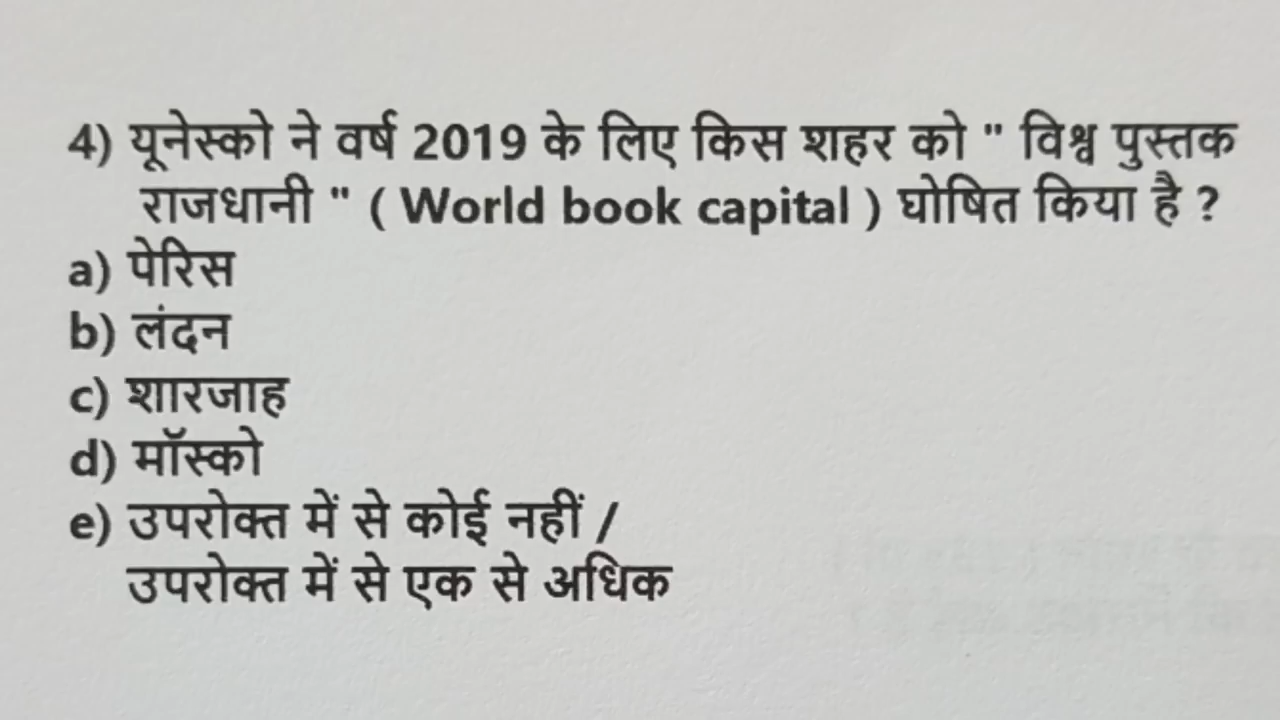 4) यूनेस्को ने वर्ष 2019 के लिए किस शहर को " विश्व पुस्तक
राजधानी " ( World book capital ) घोषित किया है ?
a) पेरिस
b) लंदन
c) शारजाह
d) मॉस्को
e) उपरोक्त में से कोई नहीं /
उपरोक्त में से एक से अधिक